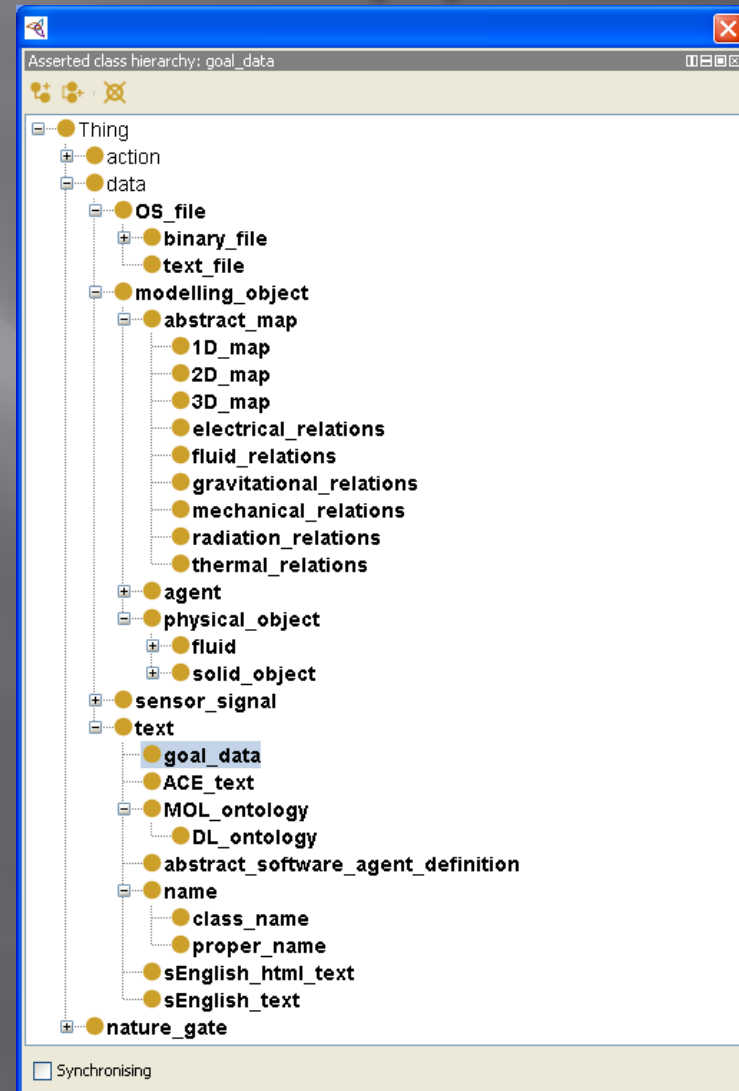 Asserted class hierarchy: goal_data
Thing
action
data
OS_file
binary_file
text_file
modelling_object
abstract_map
1D_map
2D_map
3D_map
electrical_relations
fluid_relations
gravitational_relations
mechanical_relations
radiation_relations
thermal_relations
agent
physical_object
fluid
solid_object
sensor_signal
text
goal_data
ACE_text
MOL_ontology
DL_ontology
abstract_software_agent_definition
name
class_name
proper_name
sEnglish_html_text
sEnglish_text
nature_gate
Synchronising